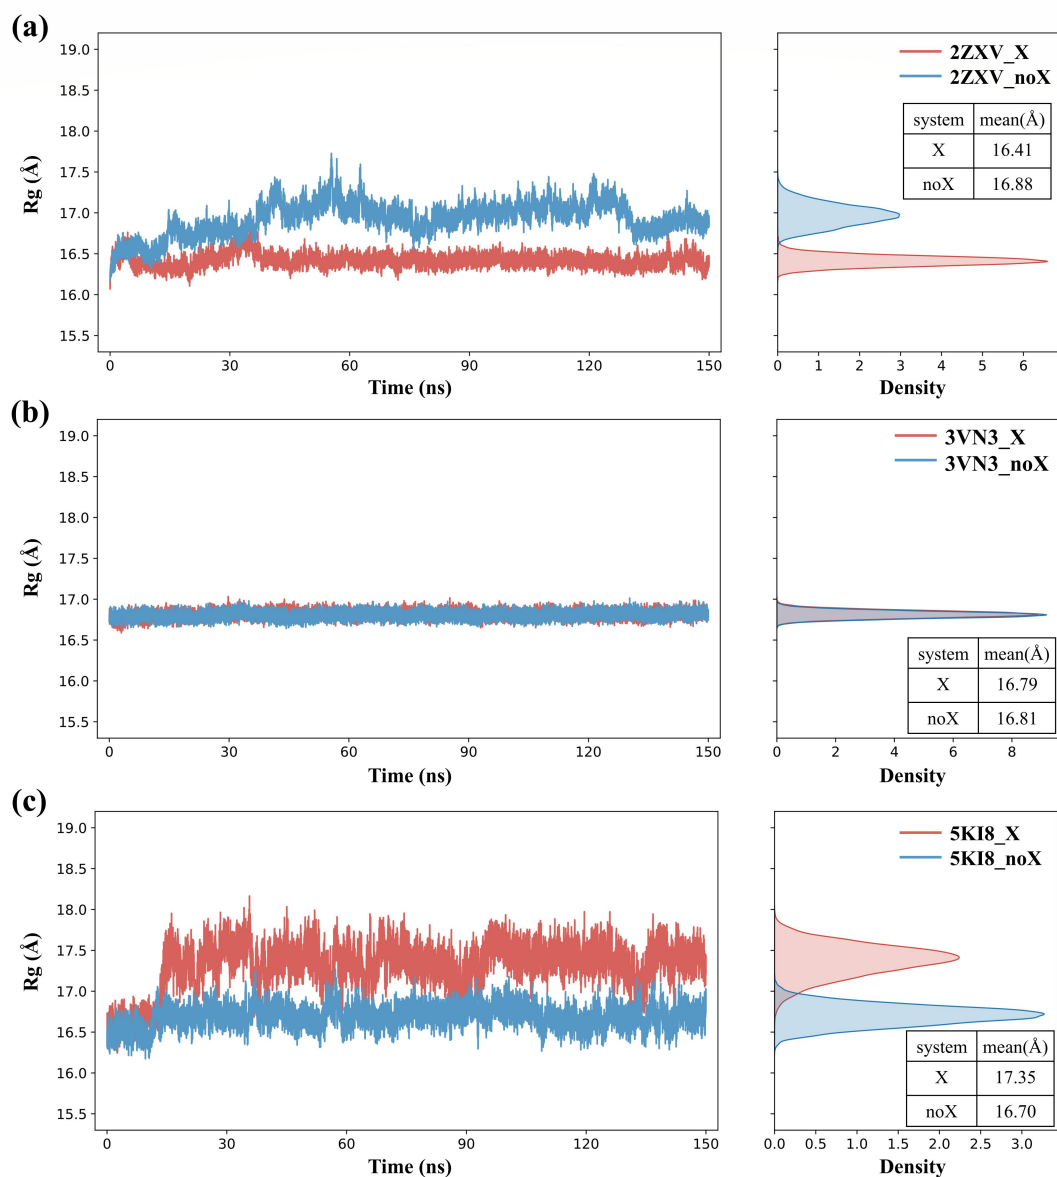 (a)
19.0
18.5
18.0
17.5
17.0
16.5
16.0
15.5
Rg (Å)
0 30 60 90 120 150
Time (ns)
2ZXV_X
2ZXV_noX
system mean(Å)
X 16.41
noX 16.88
0 1 2 3 4 5 6
Density
(b)
19.0
18.5
18.0
17.5
17.0
16.5
16.0
15.5
Rg (Å)
0 30 60 90 120 150
Time (ns)
3VN3_X
3VN3_noX
system mean(Å)
X 16.79
noX 16.81
0 2 4 6 8
Density
(c)
19.0
18.5
18.0
17.5
17.0
16.5
16.0
15.5
Rg (Å)
0 30 60 90 120 150
Time (ns)
5KI8_X
5KI8_noX
system mean(Å)
X 17.35
noX 16.70
0.0 0.5 1.0 1.5 2.0 2.5 3.0
Density